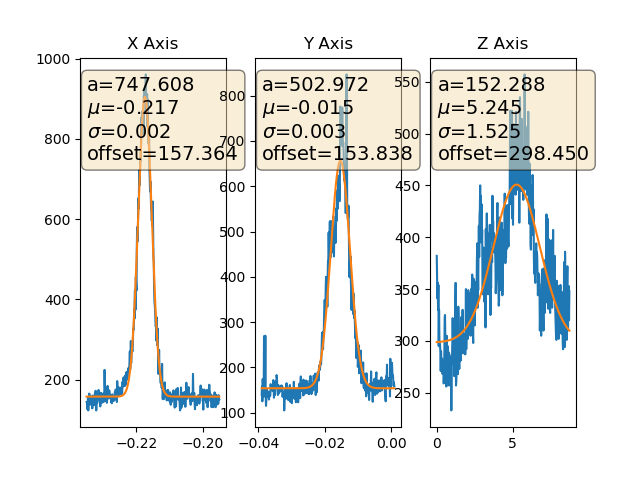 X Axis
Y Axis
Z Axis
a=747.608
μ=-0.217
σ=0.002
offset=157.364
a=502.972
μ=-0.015
σ=0.003
offset=153.838
a=152.288
μ=5.245
σ=1.525
offset=298.450
1000
800
600
400
200
−0.22
−0.20
800
700
600
500
400
300
200
100
−0.04
−0.02
0.00
550
500
450
400
350
300
250
0
5